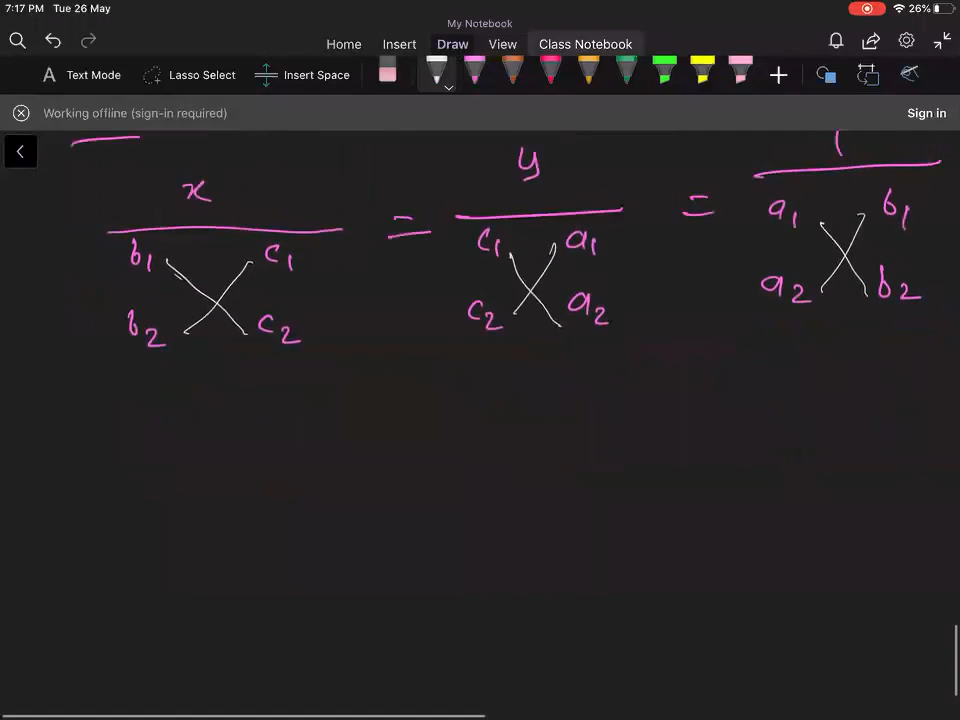 7:17 PM Tue 26 May 26%
My Notebook
Home Insert Draw View Class Notebook
A Text Mode Lasso Select Insert Space
Working offline (sign-in required) Sign in
x = y = 1
b₁ c₁ c₁ a₁ a₁ b₁
b₂ c₂ c₂ a₂ a₂ b₂